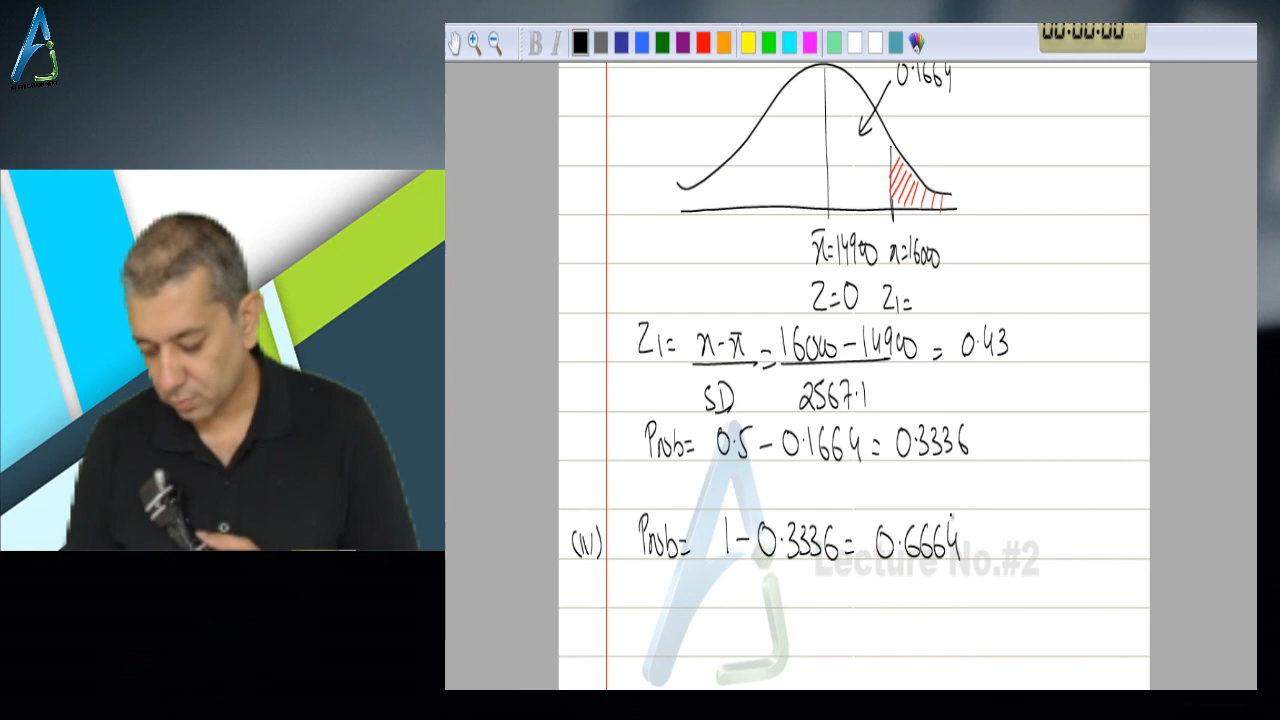 00:00:00
B I
0.1664
x̄=14900 x=16000
Z=0 Z1=
Z1= x-x̄ / SD = 16000-14900 / 2567.1 = 0.43
Prob= 0.5 - 0.1664 = 0.3336
(iv) Prob= 1 - 0.3336 = 0.6664
Lecture No.#2